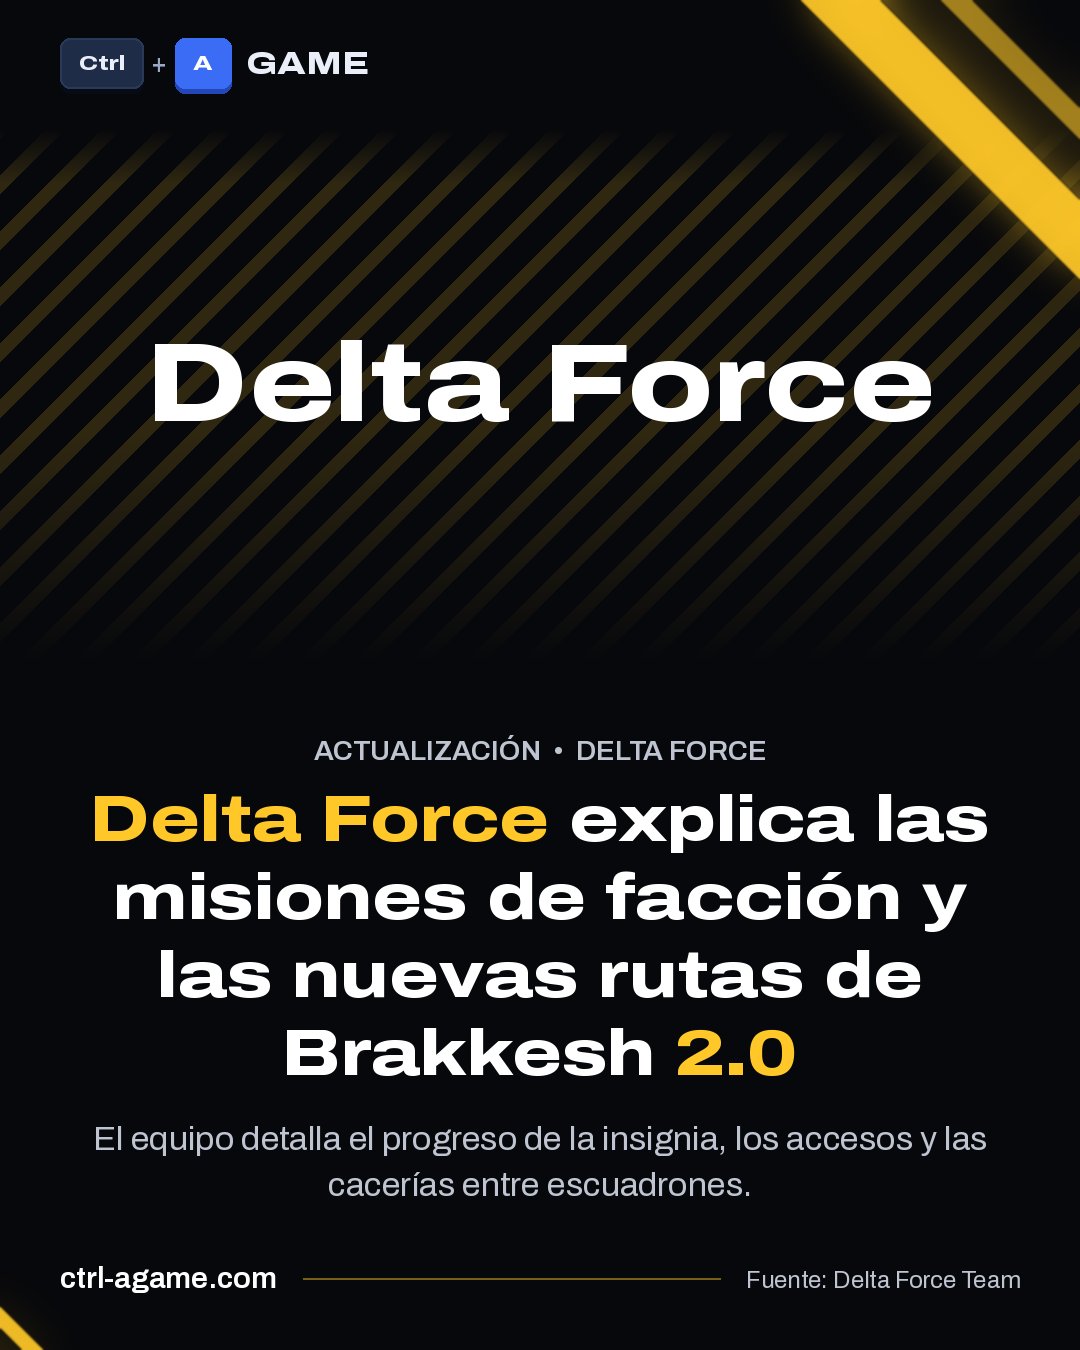 Ctrl + A GAME
Delta Force
ACTUALIZACIÓN • DELTA FORCE
Delta Force explica las
misiones de facción y
las nuevas rutas de
Brakkesh 2.0
El equipo detalla el progreso de la insignia, los accesos y las
cacerías entre escuadrones.
ctrl-agame.com
Fuente: Delta Force Team